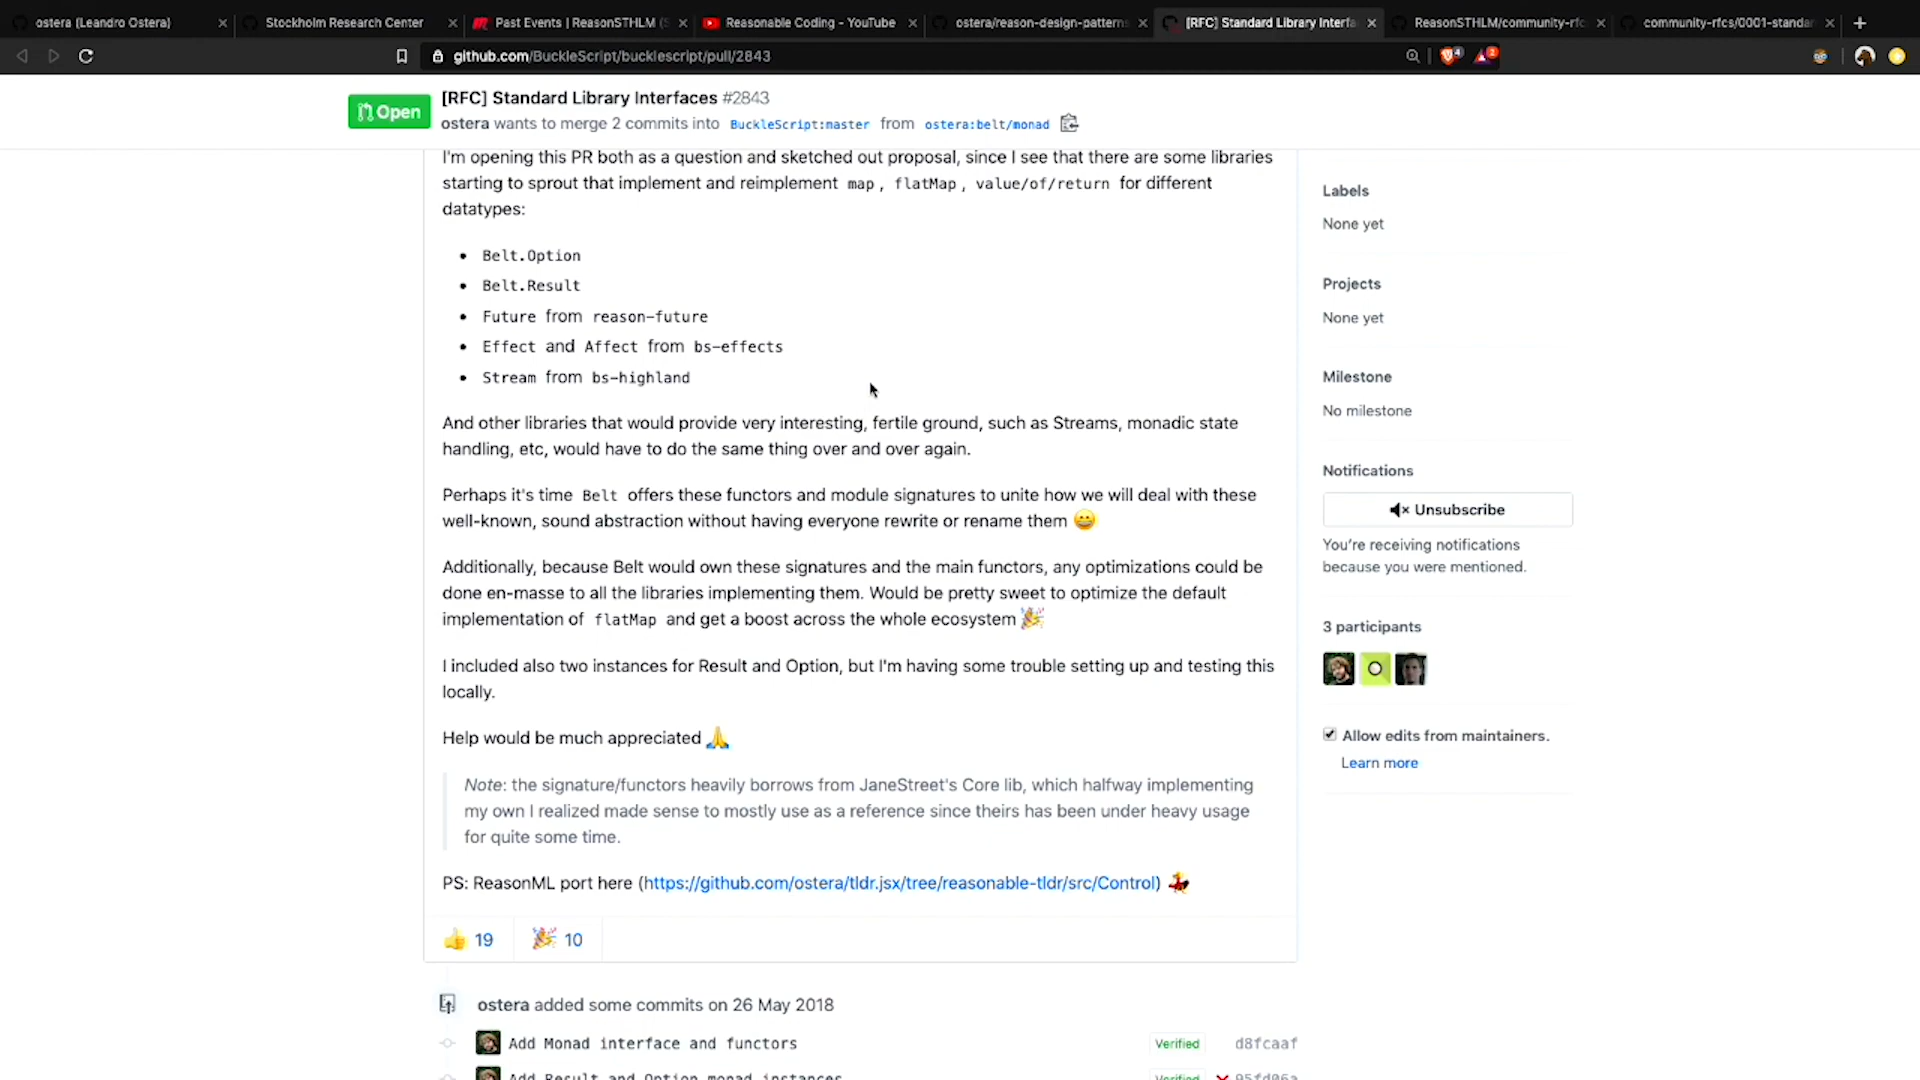 ostera (Leandro Ostera)
Stockholm Research Center
Past Events | ReasonSTHLM (S
Reasonable Coding - YouTube
ostera/reason-design-patterns
[RFC] Standard Library Interfa
ReasonSTHLM/community-rfc
community-rfcs/0001-standar
github.com/BuckleScript/bucklescript/pull/2843
4
2
Open
[RFC] Standard Library Interfaces #2843
ostera wants to merge 2 commits into BuckleScript:master from ostera:belt/monad
I'm opening this PR both as a question and sketched out proposal, since I see that there are some libraries
starting to sprout that implement and reimplement map , flatMap , value/of/return for different
datatypes:
• Belt.Option
• Belt.Result
• Future from reason-future
• Effect and Affect from bs-effects
• Stream from bs-highland
And other libraries that would provide very interesting, fertile ground, such as Streams, monadic state
handling, etc, would have to do the same thing over and over again.
Perhaps it's time Belt offers these functors and module signatures to unite how we will deal with these
well-known, sound abstraction without having everyone rewrite or rename them 😄
Additionally, because Belt would own these signatures and the main functors, any optimizations could be
done en-masse to all the libraries implementing them. Would be pretty sweet to optimize the default
implementation of flatMap and get a boost across the whole ecosystem 🎉
I included also two instances for Result and Option, but I'm having some trouble setting up and testing this
locally.
Help would be much appreciated 🙏
Note: the signature/functors heavily borrows from JaneStreet's Core lib, which halfway implementing
my own I realized made sense to mostly use as a reference since theirs has been under heavy usage
for quite some time.
PS: ReasonML port here (https://github.com/ostera/tldr.jsx/tree/reasonable-tldr/src/Control) 💃
👍 19 🎉 10
ostera added some commits on 26 May 2018
Add Monad interface and functors Verified d8fcaaf
Add Result and Option monad instances Verified 95fd06a
Labels
None yet
Projects
None yet
Milestone
No milestone
Notifications
Unsubscribe
You're receiving notifications
because you were mentioned.
3 participants
Allow edits from maintainers.
Learn more